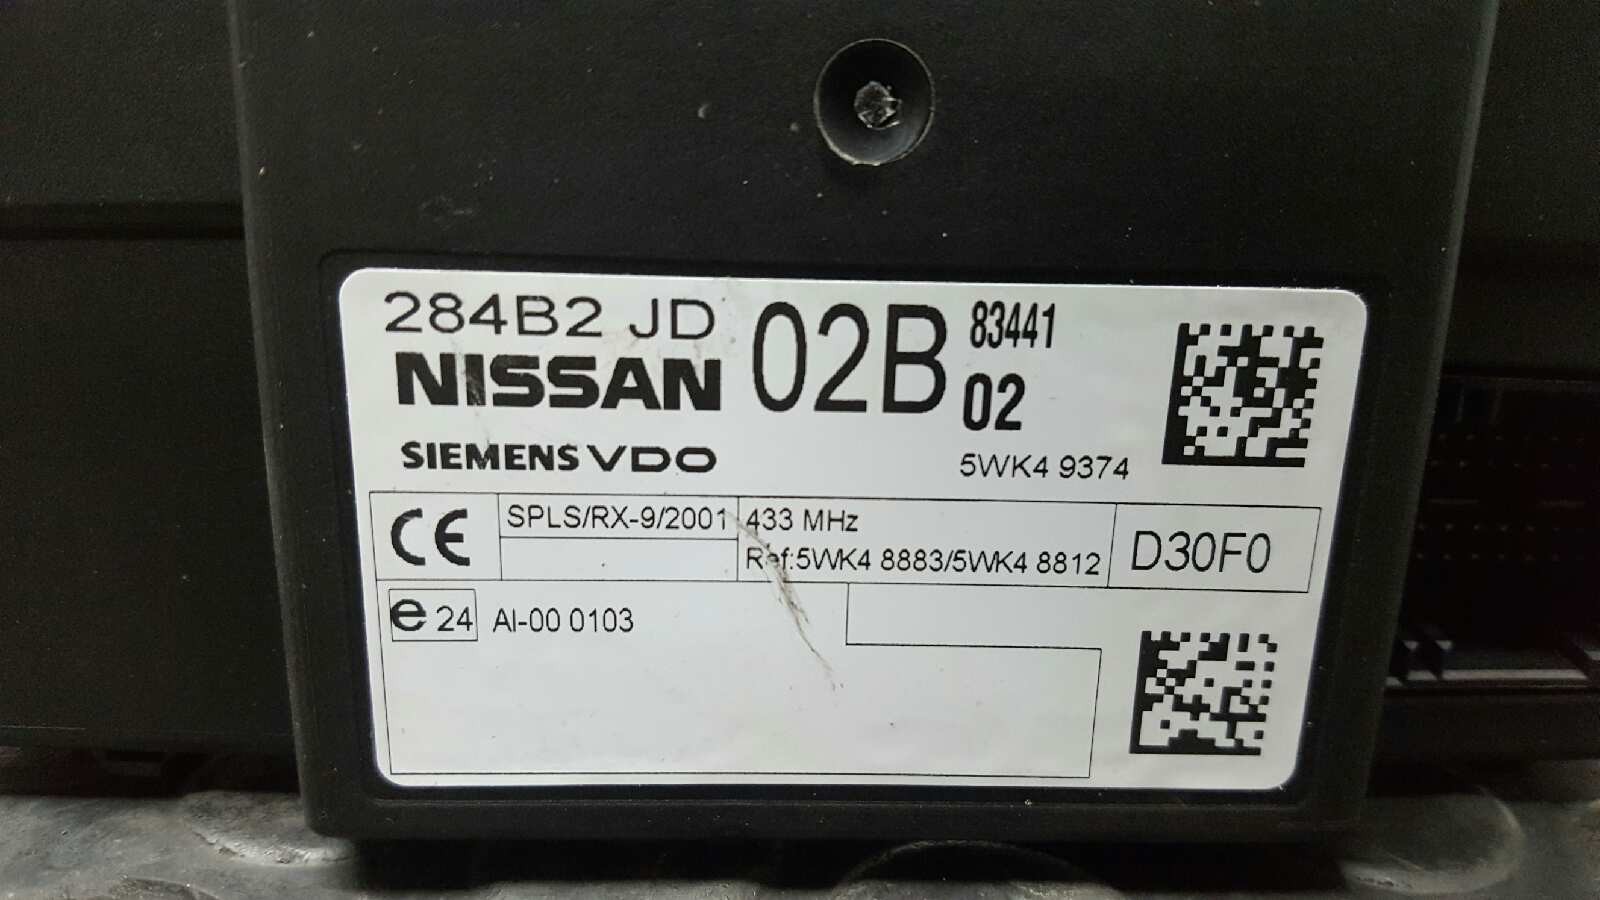 284B2 JD 02B 83441
NISSAN 02
SIEMENS VDO 5WK4 9374
CE SPLS/RX-9/2001 433 MHz D30F0
Ref:5WK4 8883/5WK4 8812
e 24 AI-00 0103